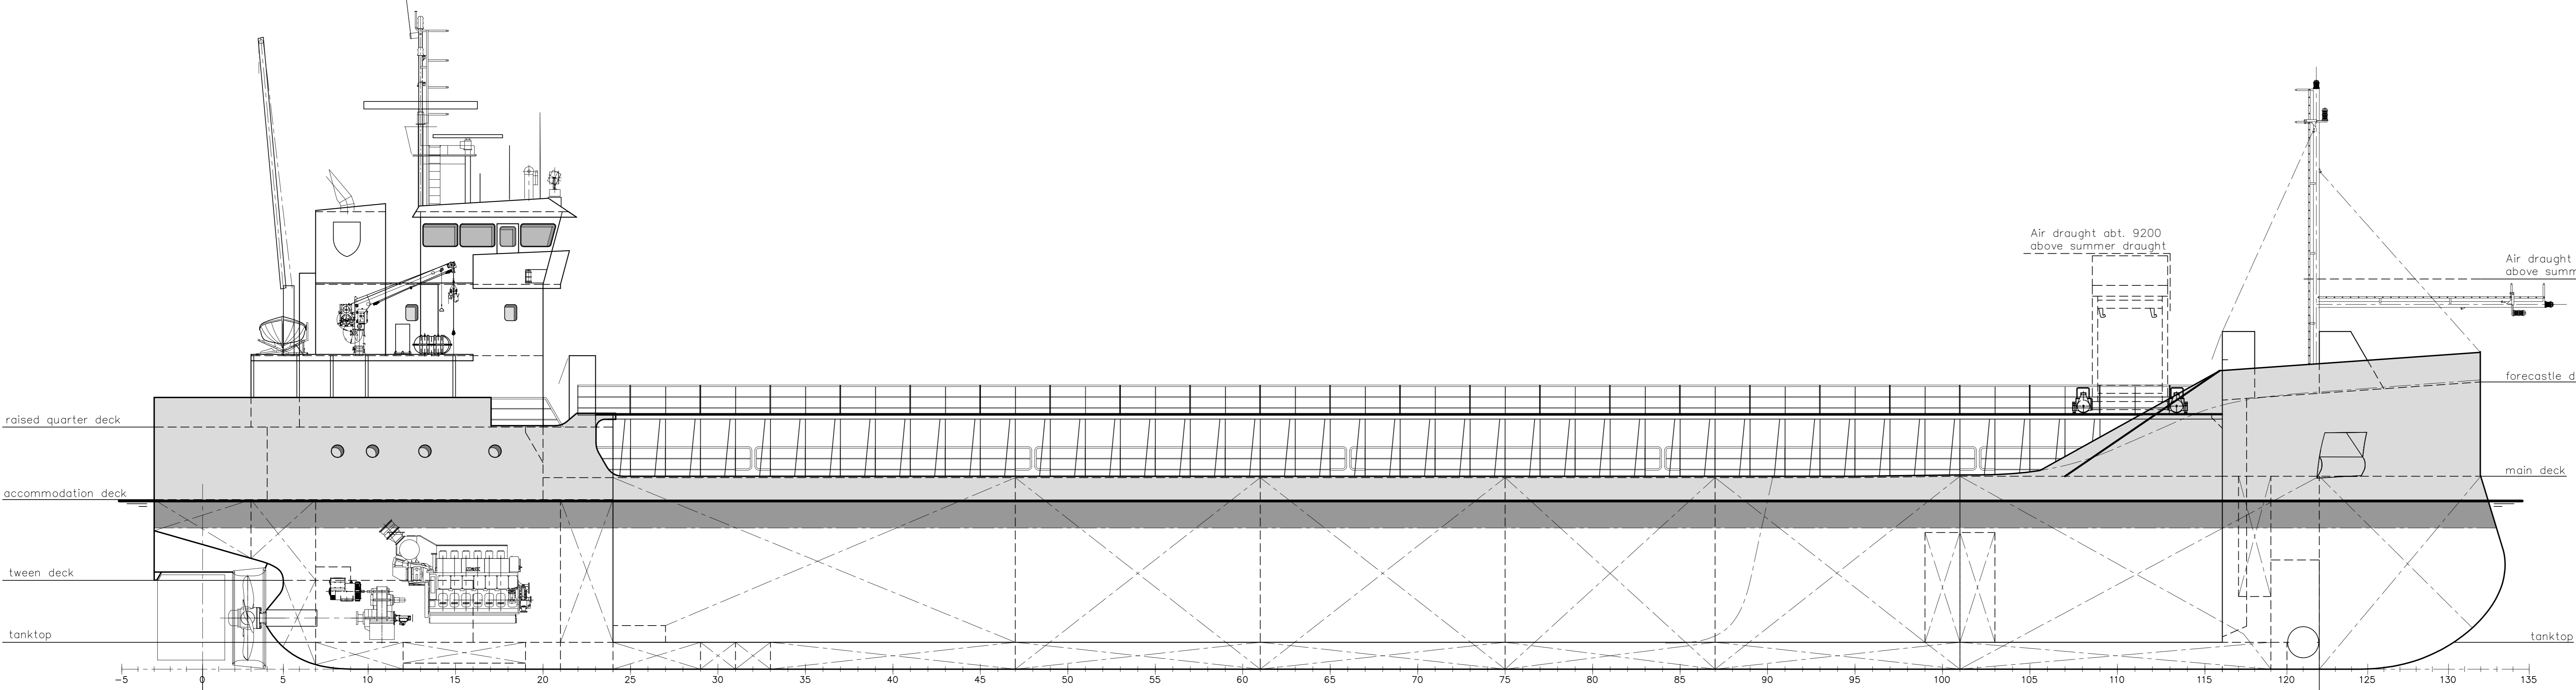 Air draught abt. 9200
above summer draught
Air draught
above summ
raised quarter deck
forecastle d
accommodation deck
main deck
tween deck
tanktop
tanktop
-5 0 5 10 15 20 25 30 35 40 45 50 55 60 65 70 75 80 85 90 95 100 105 110 115 120 125 130 135